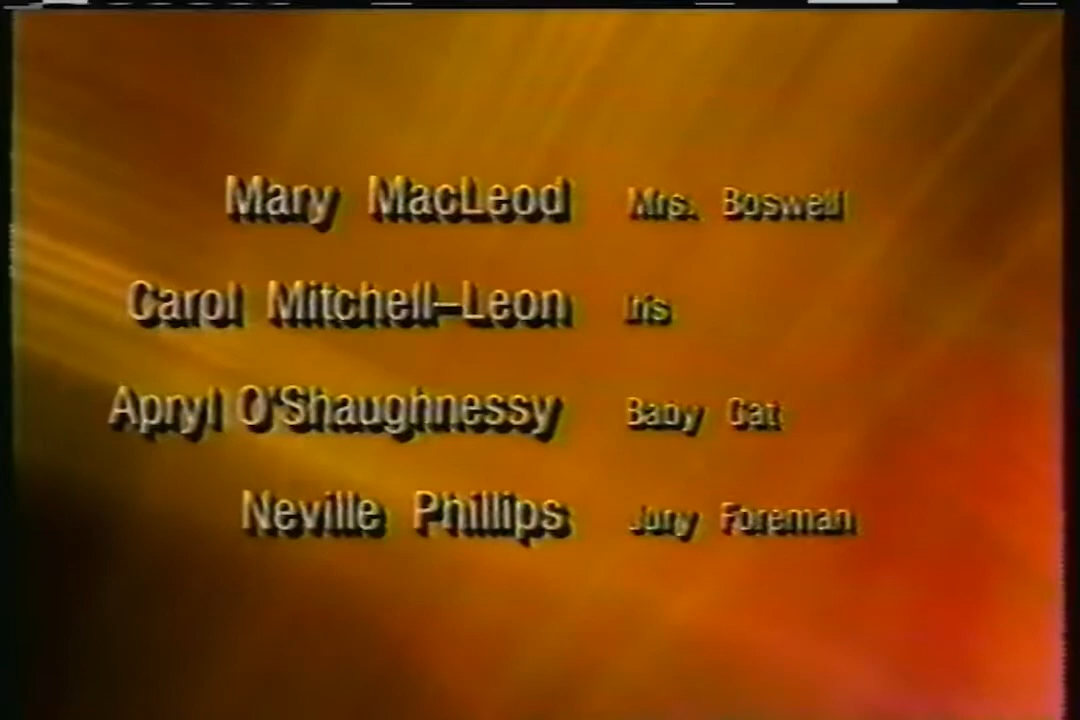 Mary MacLeod Mrs. Boswell
Carol Mitchell-Leon Iris
Apryl O'Shaughnessy Baby Cat
Neville Phillips Jury Foreman